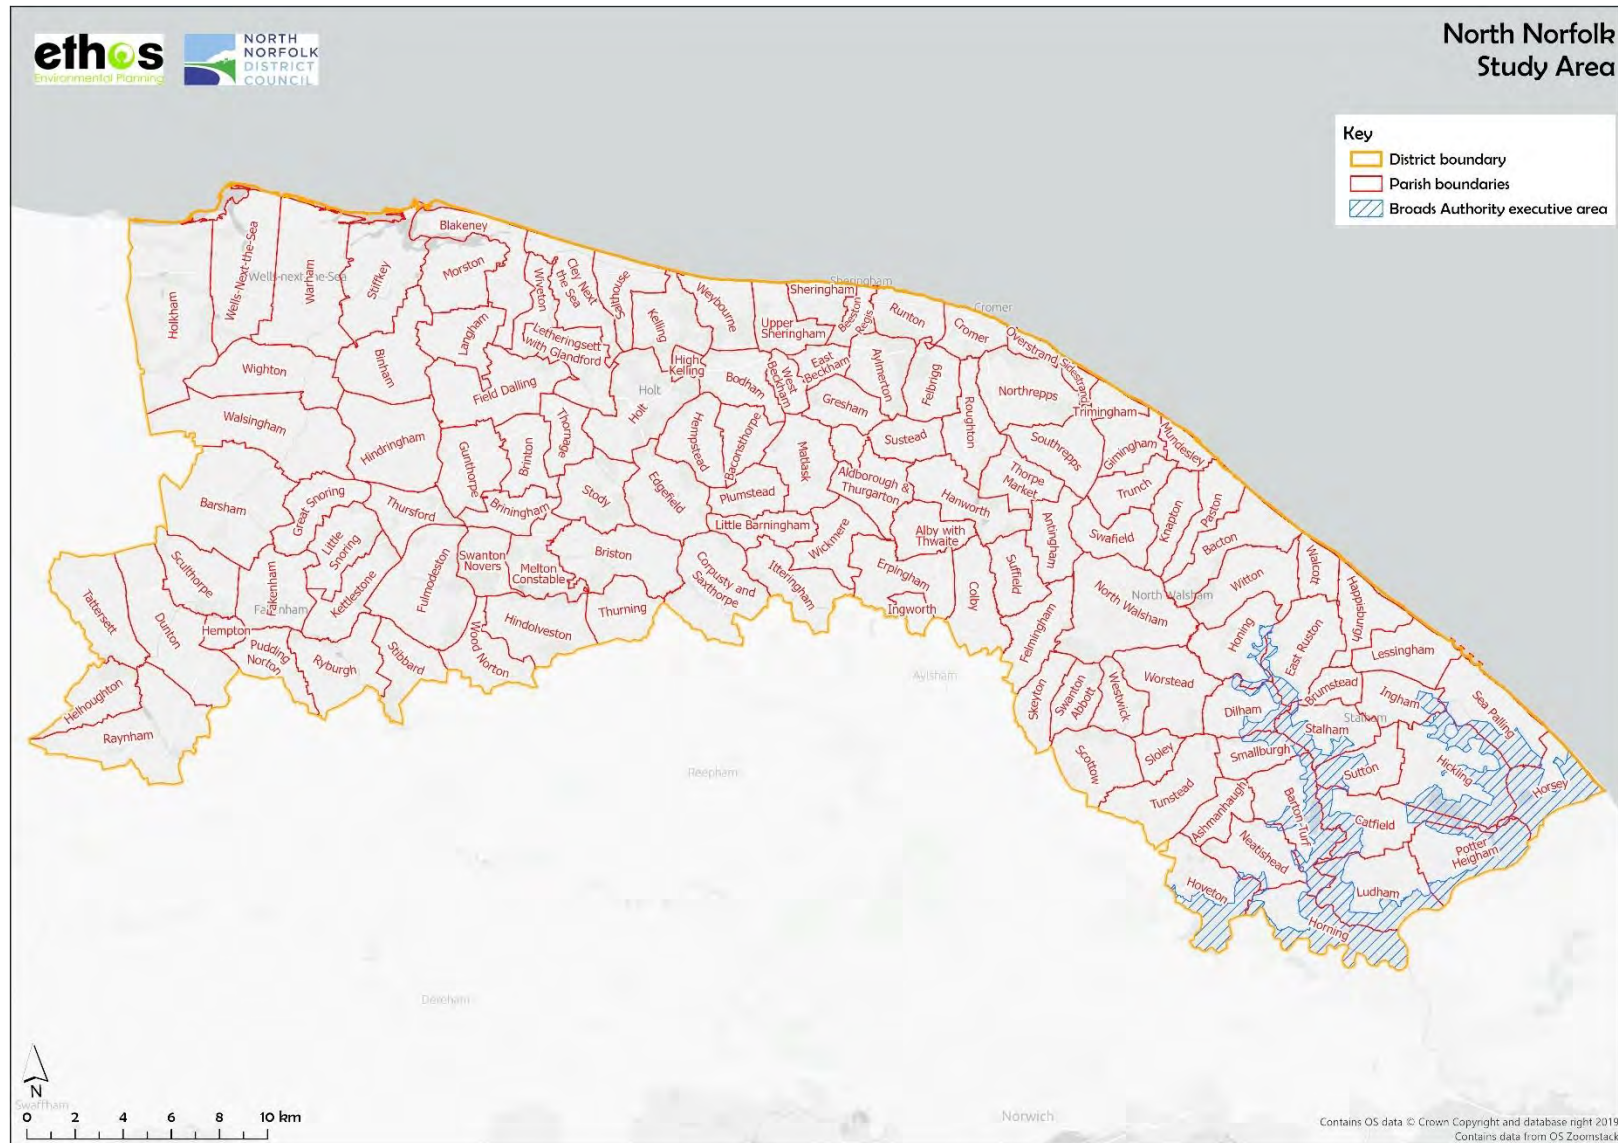 ethos
Environmental Planning
NORTH
NORFOLK
DISTRICT
COUNCIL
North Norfolk
Study Area
Key
District boundary
Parish boundaries
Broads Authority executive area
Blakeney
Wells-Next-the-Sea
Wells-next-the-Sea
Holkham
Warham
Stiffkey
Morston
Wiveton
Cley Next
the Sea
Salthouse
Kelling
Weybourne
Sheringham
Sheringham
Upper
Sheringham
Beeston
Regis
Runton
Cromer
Cromer
Overstrand
Sidestrand
Langham
Letheringsett
with Glandford
Binham
Wighton
Field Dalling
High
Kelling
Holt
Holt
Bodham
West
Beckham
East
Beckham
Aylmerton
Felbrigg
Gresham
Northrepps
Trimingham
Roughton
Walsingham
Hindringham
Gunthorpe
Brinton
Thornage
Hempstead
Baconsthorpe
Matlask
Sustead
Southrepps
Gimingham
Mundesley
Barsham
Great Snoring
Thursford
Briningham
Stody
Edgefield
Plumstead
Aldborough &
Thurgarton
Hanworth
Thorpe
Market
Trunch
Knapton
Paston
Little
Snoring
Little Barningham
Wickmere
Alby with
Thwaite
Antingham
Swafield
Bacton
Sculthorpe
Fakenham
Fakenham
Kettlestone
Fulmodeston
Swanton
Novers
Melton
Constable
Briston
Corpusty and
Saxthorpe
Itteringham
Erpingham
Ingworth
Colby
Suffield
North Walsham
North Walsham
Witton
Walcott
Happisburgh
Tattersett
Dunton
Hempton
Pudding
Norton
Ryburgh
Stibbard
Wood Norton
Hindolveston
Thurning
Felmingham
Honing
East Ruston
Lessingham
Helhoughton
Raynham
Aylsham
Skeyton
Swanton
Abbott
Westwick
Worstead
Dilham
Brumstead
Ingham
Sea Palling
Stalham
Stalham
Smallburgh
Sutton
Hickling
Horsey
Scottow
Sloley
Tunstead
Ashmanhaugh
Barton-Turf
Catfield
Potter
Heigham
Neatishead
Ludham
Hoveton
Horning
Reepham
Dereham
Norwich
Swaffham
N
0 2 4 6 8 10 km
Contains OS data © Crown Copyright and database right 2019
Contains data from OS Zoomstack